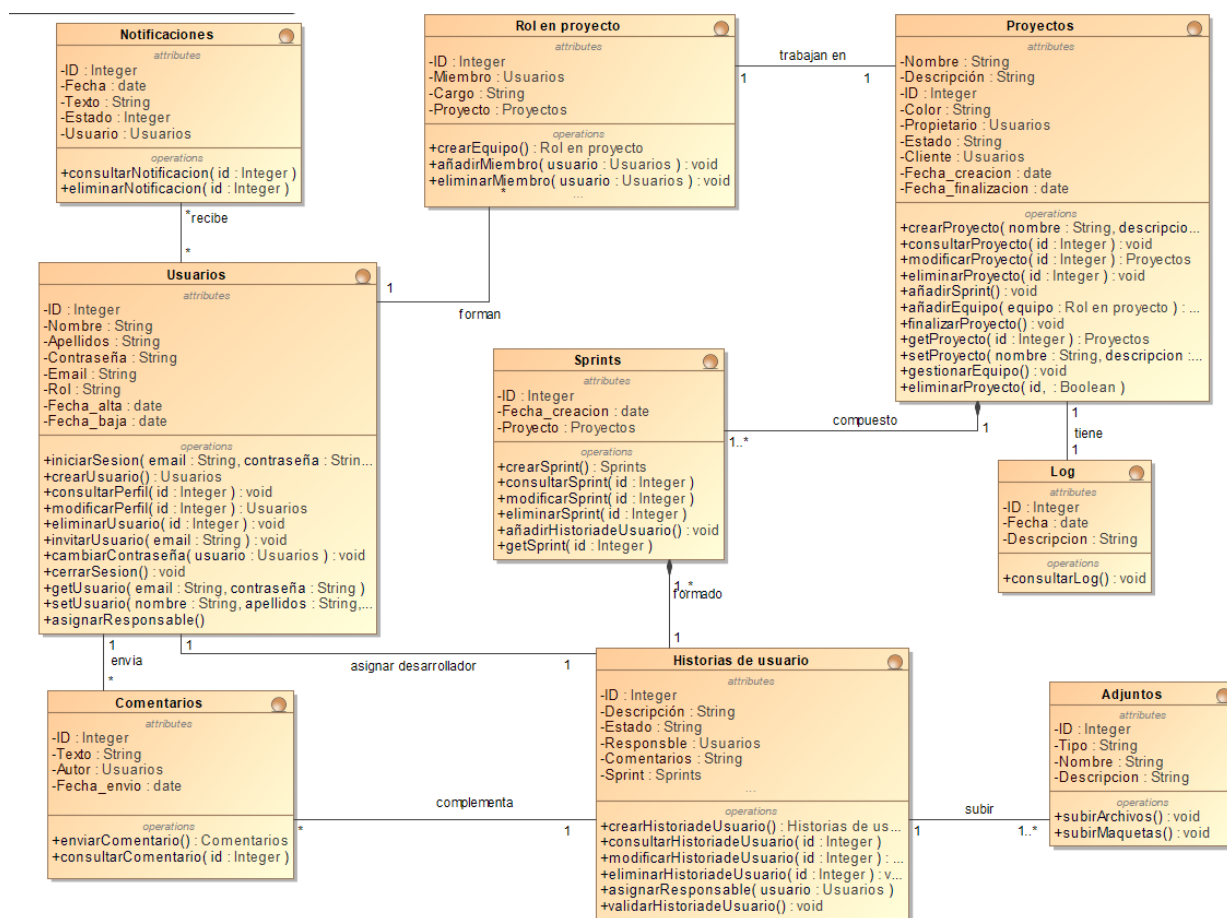 Notificaciones
attributes
-ID : Integer
-Fecha : date
-Texto : String
-Estado : Integer
-Usuario : Usuarios
operations
+consultarNotificacion( id : Integer )
+eliminarNotificacion( id : Integer )
Rol en proyecto
attributes
-ID : Integer
-Miembro : Usuarios
-Cargo : String
-Proyecto : Proyectos
operations
+crearEquipo() : Rol en proyecto
+añadirMiembro( usuario : Usuarios ) : void
+eliminarMiembro( usuario : Usuarios ) : void
...
*
trabajan en
1
1
Proyectos
attributes
-Nombre : String
-Descripción : String
-ID : Integer
-Color : String
-Propietario : Usuarios
-Estado : String
-Cliente : Usuarios
-Fecha_creacion : date
-Fecha_finalizacion : date
operations
+crearProyecto( nombre : String, descripcio...
+consultarProyecto( id : Integer ) : void
+modificarProyecto( id : Integer ) : Proyectos
+eliminarProyecto( id : Integer ) : void
+añadirSprint() : void
+añadirEquipo( equipo : Rol en proyecto ) : ...
+finalizarProyecto() : void
+getProyecto( id : Integer ) : Proyectos
+setProyecto( nombre : String, descripcion :...
+gestionarEquipo() : void
+eliminarProyecto( id, : Boolean )
*
recibe
*
1
forman
Usuarios
attributes
-ID : Integer
-Nombre : String
-Apellidos : String
-Contraseña : String
-Email : String
-Rol : String
-Fecha_alta : date
-Fecha_baja : date
operations
+iniciarSesion( email : String, contraseña : Strin...
+crearUsuario() : Usuarios
+consultarPerfil( id : Integer ) : void
+modificarPerfil( id : Integer ) : Usuarios
+eliminarUsuario( id : Integer ) : void
+invitarUsuario( email : String ) : void
+cambiarContraseña( usuario : Usuarios ) : void
+cerrarSesion() : void
+getUsuario( email : String, contraseña : String )
+setUsuario( nombre : String, apellidos : String,...
+asignarResponsable()
Sprints
attributes
-ID : Integer
-Fecha_creacion : date
-Proyecto : Proyectos
operations
+crearSprint() : Sprints
+consultarSprint( id : Integer )
+modificarSprint( id : Integer )
+eliminarSprint( id : Integer )
+añadirHistoriadeUsuario() : void
+getSprint( id : Integer )
compuesto
1..*
1
1
tiene
1
Log
attributes
-ID : Integer
-Fecha : date
-Descripcion : String
operations
+consultarLog() : void
1..*
formado
1
1
envia
*
1
asignar desarrollador
1
Comentarios
attributes
-ID : Integer
-Texto : String
-Autor : Usuarios
-Fecha_envio : date
operations
+enviarComentario() : Comentarios
+consultarComentario( id : Integer )
complementa
*
1
Historias de usuario
attributes
-ID : Integer
-Descripción : String
-Estado : String
-Responsble : Usuarios
-Comentarios : String
-Sprint : Sprints
...
operations
+crearHistoriadeUsuario() : Historias de us...
+consultarHistoriadeUsuario( id : Integer )
+modificarHistoriadeUsuario( id : Integer ) : ...
+eliminarHistoriadeUsuario( id : Integer ) : v...
+asignarResponsable( usuario : Usuarios )
+validarHistoriadeUsuario() : void
subir
1
1..*
Adjuntos
attributes
-ID : Integer
-Tipo : String
-Nombre : String
-Descripcion : String
operations
+subirArchivos() : void
+subirMaquetas() : void